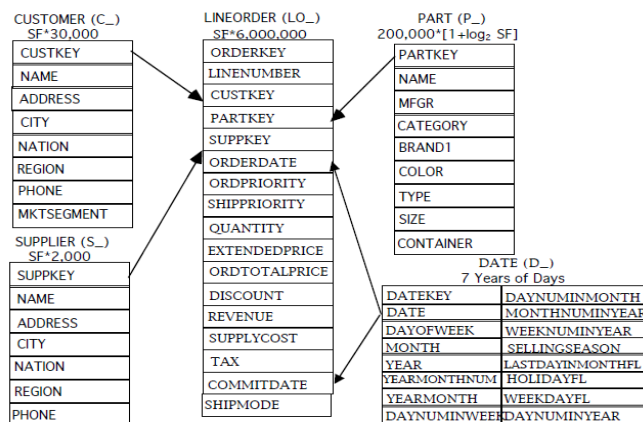 CUSTOMER (C_)
SF*30,000
CUSTKEY
NAME
ADDRESS
CITY
NATION
REGION
PHONE
MKTSEGMENT
SUPPLIER (S_)
SF*2,000
SUPPKEY
NAME
ADDRESS
CITY
NATION
REGION
PHONE
LINEORDER (LO_)
SF*6,000,000
ORDERKEY
LINENUMBER
CUSTKEY
PARTKEY
SUPPKEY
ORDERDATE
ORDPRIORITY
SHIPPRIORITY
QUANTITY
EXTENDEDPRICE
ORDTOTALPRICE
DISCOUNT
REVENUE
SUPPLYCOST
TAX
COMMITDATE
SHIPMODE
PART (P_)
200,000*[1+log₂ SF]
PARTKEY
NAME
MFGR
CATEGORY
BRAND1
COLOR
TYPE
SIZE
CONTAINER
DATE (D_)
7 Years of Days
DATEKEY DAYNUMINMONTH
DATE MONTHNUMINYEAR
DAYOFWEEK WEEKNUMINYEAR
MONTH SELLINGSEASON
YEAR LASTDAYINMONTHFL
YEARMONTHNUM HOLIDAYFL
YEARMONTH WEEKDAYFL
DAYNUMINWEEK DAYNUMINYEAR